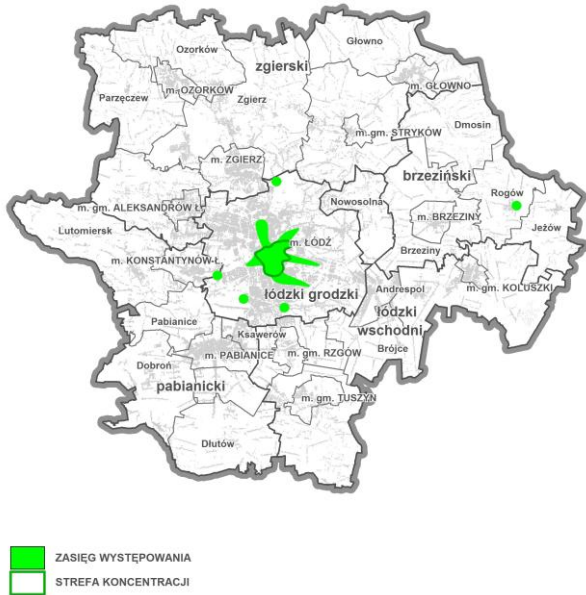 Ozorków
Głowno
zgierski
m. OZORKÓW
m. GŁOWNO
Parzęczew
Zgierz
Dmosin
m. gm. STRYKÓW
m. ZGIERZ
brzeziński
Rogów
m. gm. ALEKSANDRÓW Ł.
Nowosolna
m. BRZEZINY
Lutomiersk
Jeżów
m. ŁÓDŹ
Brzeziny
m. KONSTANTYNÓW Ł.
m. gm. KOLUSZKI
łódzki grodzki
Andrespol
łódzki
wschodni
Pabianice
Ksawerów
Brójce
m. PABIANICE
m. gm. RZGÓW
Dobroń
pabianicki
m. gm. TUSZYN
Dłutów
ZASIĘG WYSTĘPOWANIA
STREFA KONCENTRACJI